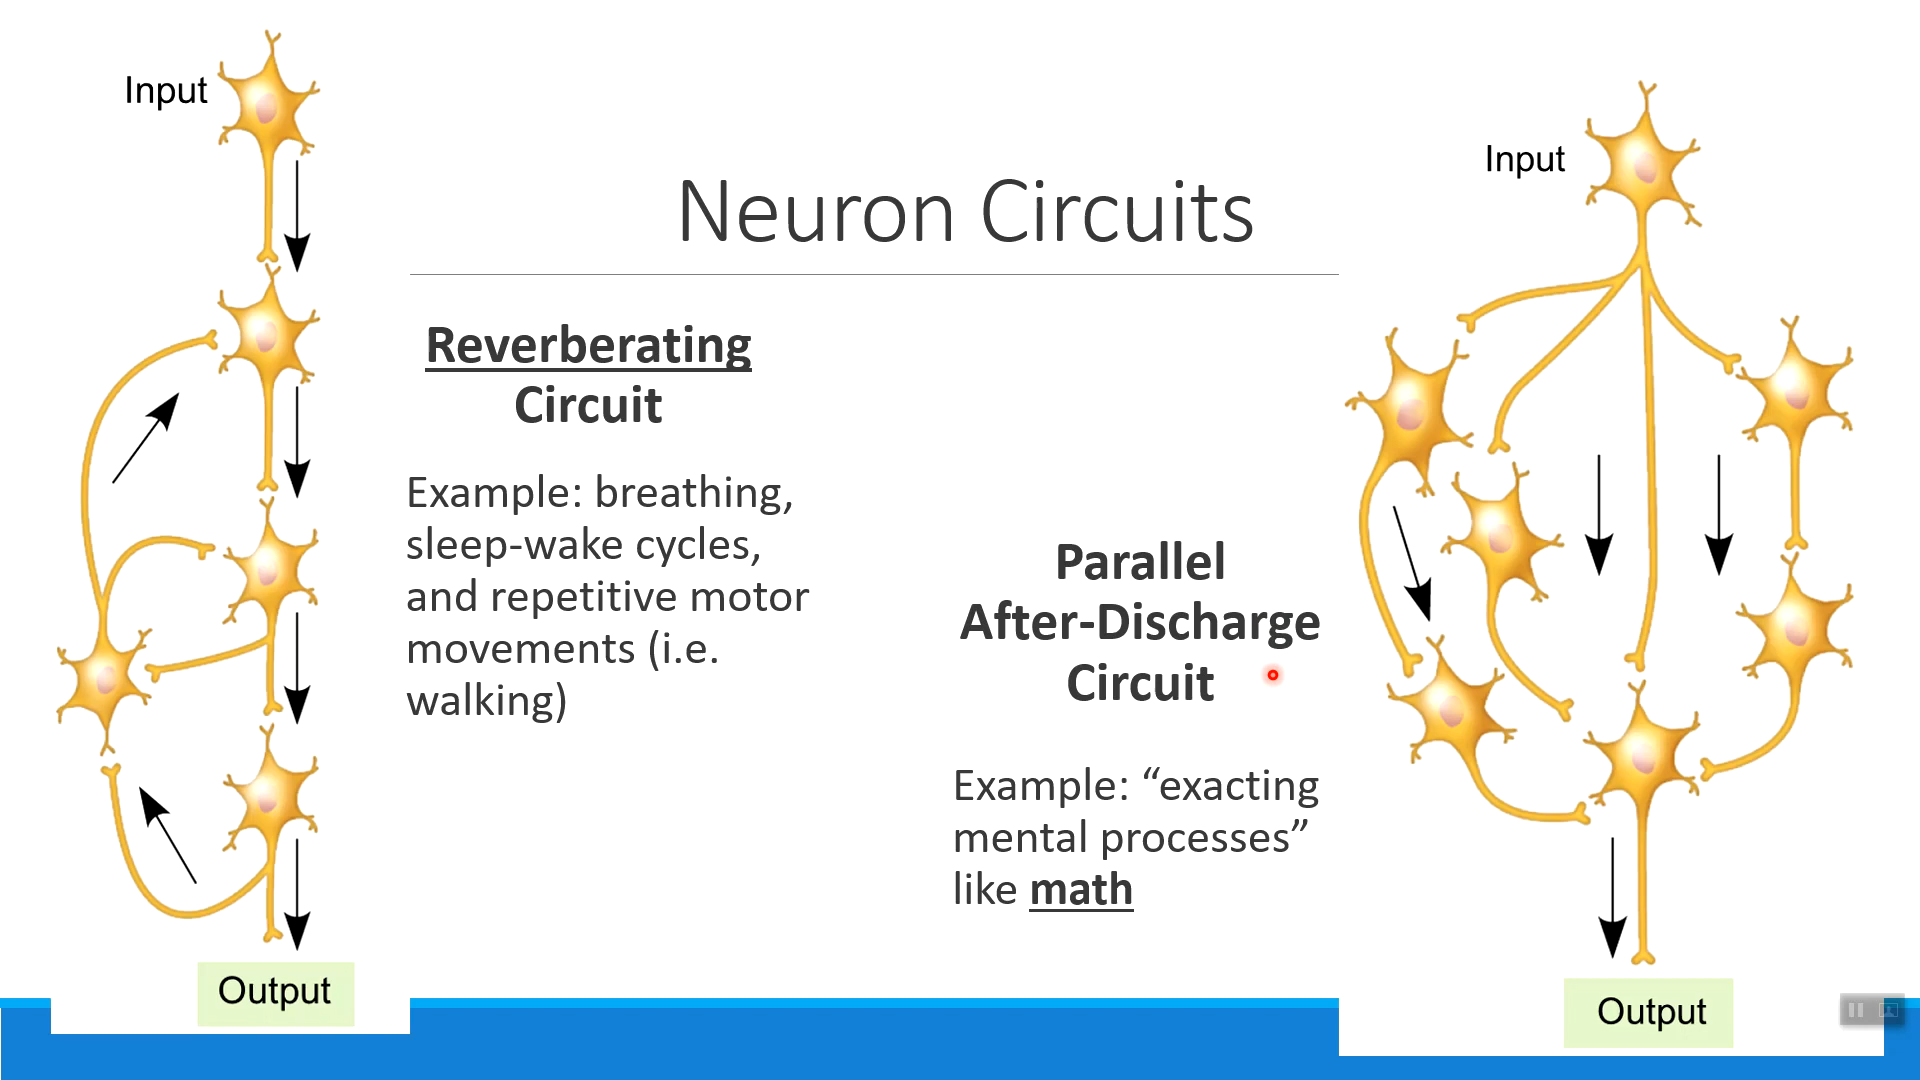 Input
Input
Neuron Circuits
Reverberating
Circuit
Example: breathing,
sleep-wake cycles,
and repetitive motor
movements (i.e.
walking)
Parallel
After-Discharge
Circuit
Example: “exacting
mental processes”
like math
Output
Output